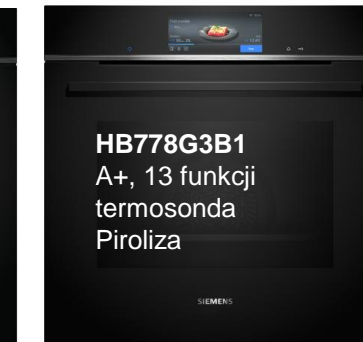 HB778G3B1
A+, 13 funkcji
termosonda
Piroliza
SIEMENS